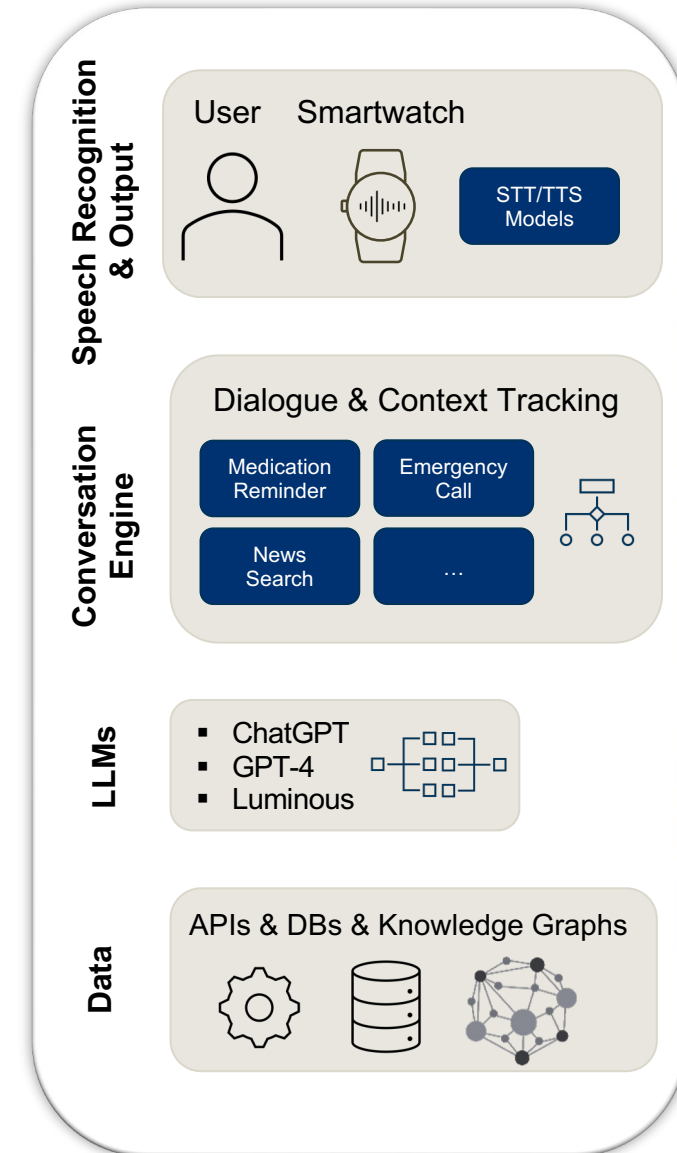 Speech Recognition
& Output
User
Smartwatch
STT/TTS
Models
Conversation
Engine
Dialogue & Context Tracking
Medication
Reminder
Emergency
Call
News
Search
...
LLMs
▪ ChatGPT
▪ GPT-4
▪ Luminous
Data
APIs & DBs & Knowledge Graphs